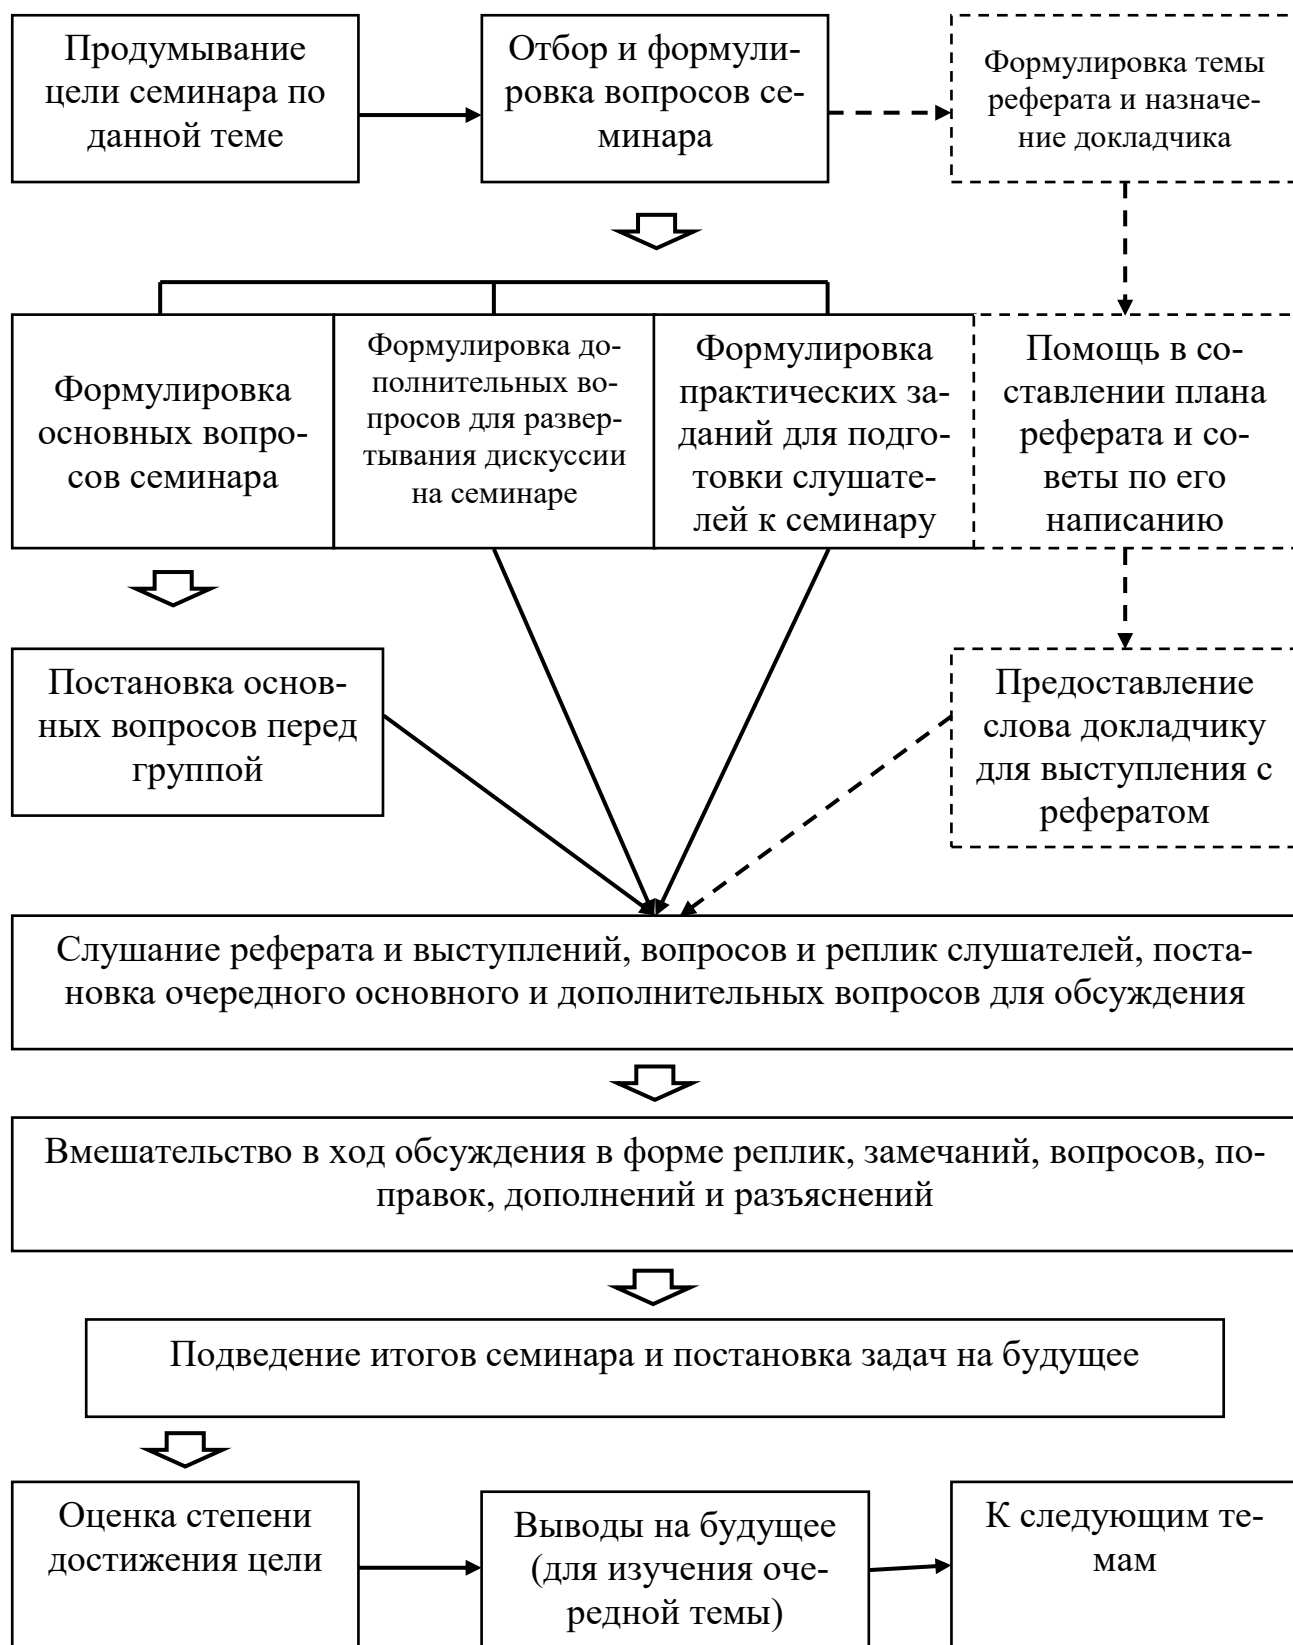 Продумывание
цели семинара по
данной теме
Отбор и формули-
ровка вопросов се-
минара
Формулировка темы
реферата и назначе-
ние докладчика
Формулировка
основных вопро-
сов семинара
Формулировка до-
полнительных во-
просов для развер-
тывания дискуссии
на семинаре
Формулировка
практических за-
даний для подго-
товки слушате-
лей к семинару
Помощь в со-
ставлении плана
реферата и со-
веты по его
написанию
Постановка основ-
ных вопросов перед
группой
Предоставление
слова докладчику
для выступления с
рефератом
Слушание реферата и выступлений, вопросов и реплик слушателей, поста-
новка очередного основного и дополнительных вопросов для обсуждения
Вмешательство в ход обсуждения в форме реплик, замечаний, вопросов, по-
правок, дополнений и разъяснений
Подведение итогов семинара и постановка задач на будущее
Оценка степени
достижения цели
Выводы на будущее
(для изучения оче-
редной темы)
К следующим те-
мам